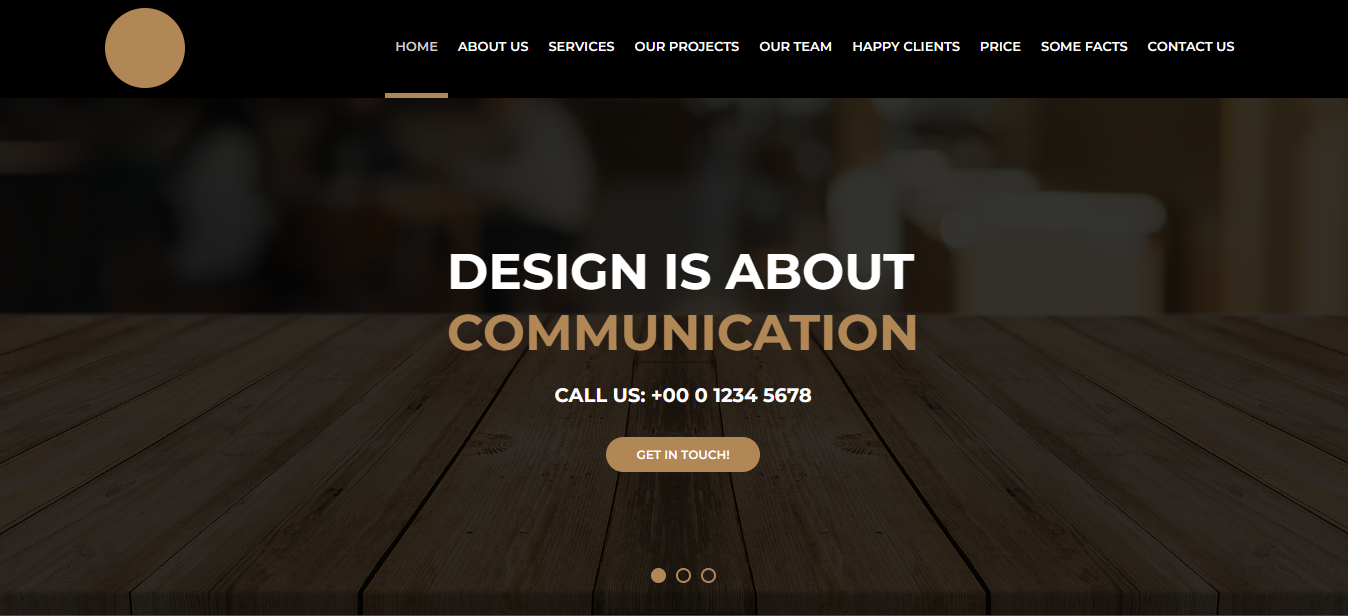 HOME ABOUT US SERVICES OUR PROJECTS OUR TEAM HAPPY CLIENTS PRICE SOME FACTS CONTACT US
DESIGN IS ABOUT
COMMUNICATION
CALL US: +00 0 1234 5678
GET IN TOUCH!